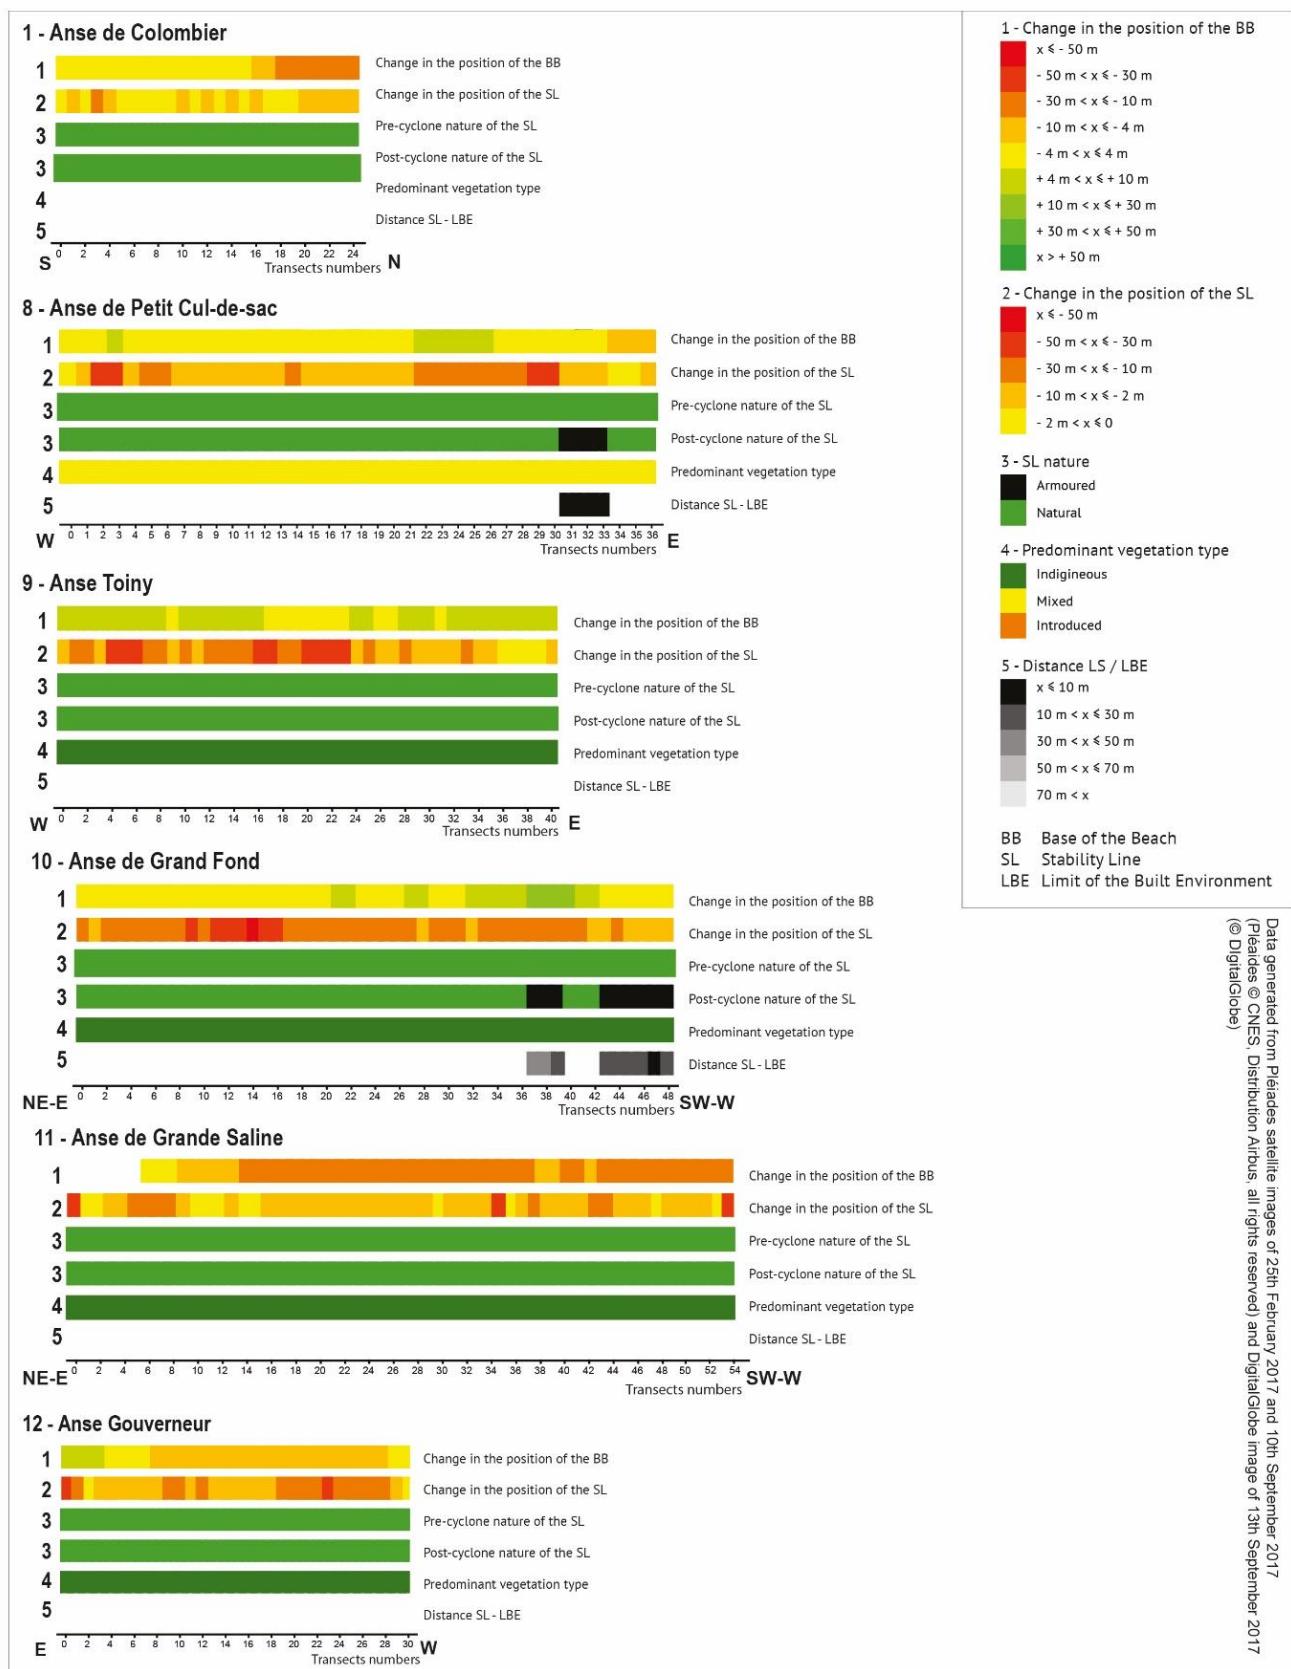 1 - Anse de Colombier
1 Change in the position of the BB
2 Change in the position of the SL
3 Pre-cyclone nature of the SL
3 Post-cyclone nature of the SL
4 Predominant vegetation type
5 Distance SL - LBE
0 2 4 6 8 10 12 14 16 18 20 22 24
S Transects numbers N
8 - Anse de Petit Cul-de-sac
1 Change in the position of the BB
2 Change in the position of the SL
3 Pre-cyclone nature of the SL
3 Post-cyclone nature of the SL
4 Predominant vegetation type
5 Distance SL - LBE
0 1 2 3 4 5 6 7 8 9 10 11 12 13 14 15 16 17 18 19 20 21 22 23 24 25 26 27 28 29 30 31 32 33 34 35 36
W Transects numbers E
9 - Anse Toiny
1 Change in the position of the BB
2 Change in the position of the SL
3 Pre-cyclone nature of the SL
3 Post-cyclone nature of the SL
4 Predominant vegetation type
5 Distance SL - LBE
0 2 4 6 8 10 12 14 16 18 20 22 24 26 28 30 32 34 36 38 40
W Transects numbers E
10 - Anse de Grand Fond
1 Change in the position of the BB
2 Change in the position of the SL
3 Pre-cyclone nature of the SL
3 Post-cyclone nature of the SL
4 Predominant vegetation type
5 Distance SL - LBE
0 2 4 6 8 10 12 14 16 18 20 22 24 26 28 30 32 34 36 38 40 42 44 46 48
NE-E Transects numbers SW-W
11 - Anse de Grande Saline
1 Change in the position of the BB
2 Change in the position of the SL
3 Pre-cyclone nature of the SL
3 Post-cyclone nature of the SL
4 Predominant vegetation type
5 Distance SL - LBE
0 2 4 6 8 10 12 14 16 18 20 22 24 26 28 30 32 34 36 38 40 42 44 46 48 50 52 54
NE-E Transects numbers SW-W
12 - Anse Gouverneur
1 Change in the position of the BB
2 Change in the position of the SL
3 Pre-cyclone nature of the SL
3 Post-cyclone nature of the SL
4 Predominant vegetation type
5 Distance SL - LBE
0 2 4 6 8 10 12 14 16 18 20 22 24 26 28 30
E Transects numbers W
1 - Change in the position of the BB
x ⩽ - 50 m
- 50 m < x ⩽ - 30 m
- 30 m < x ⩽ - 10 m
- 10 m < x ⩽ - 4 m
- 4 m < x ⩽ 4 m
+ 4 m < x ⩽ + 10 m
+ 10 m < x ⩽ + 30 m
+ 30 m < x ⩽ + 50 m
x > + 50 m
2 - Change in the position of the SL
x ⩽ - 50 m
- 50 m < x ⩽ - 30 m
- 30 m < x ⩽ - 10 m
- 10 m < x ⩽ - 2 m
- 2 m < x ⩽ 0
3 - SL nature
Armoured
Natural
4 - Predominant vegetation type
Indigineous
Mixed
Introduced
5 - Distance LS / LBE
x ⩽ 10 m
10 m < x ⩽ 30 m
30 m < x ⩽ 50 m
50 m < x ⩽ 70 m
70 m < x
BB Base of the Beach
SL Stability Line
LBE Limit of the Built Environment
Data generated from Pléiades satellite images of 25th February 2017 and 10th September 2017
(Pléaides © CNES, Distribution Airbus, all rights reserved) and DigitalGlobe image of 13th September 2017
(© DIgitalGlobe)